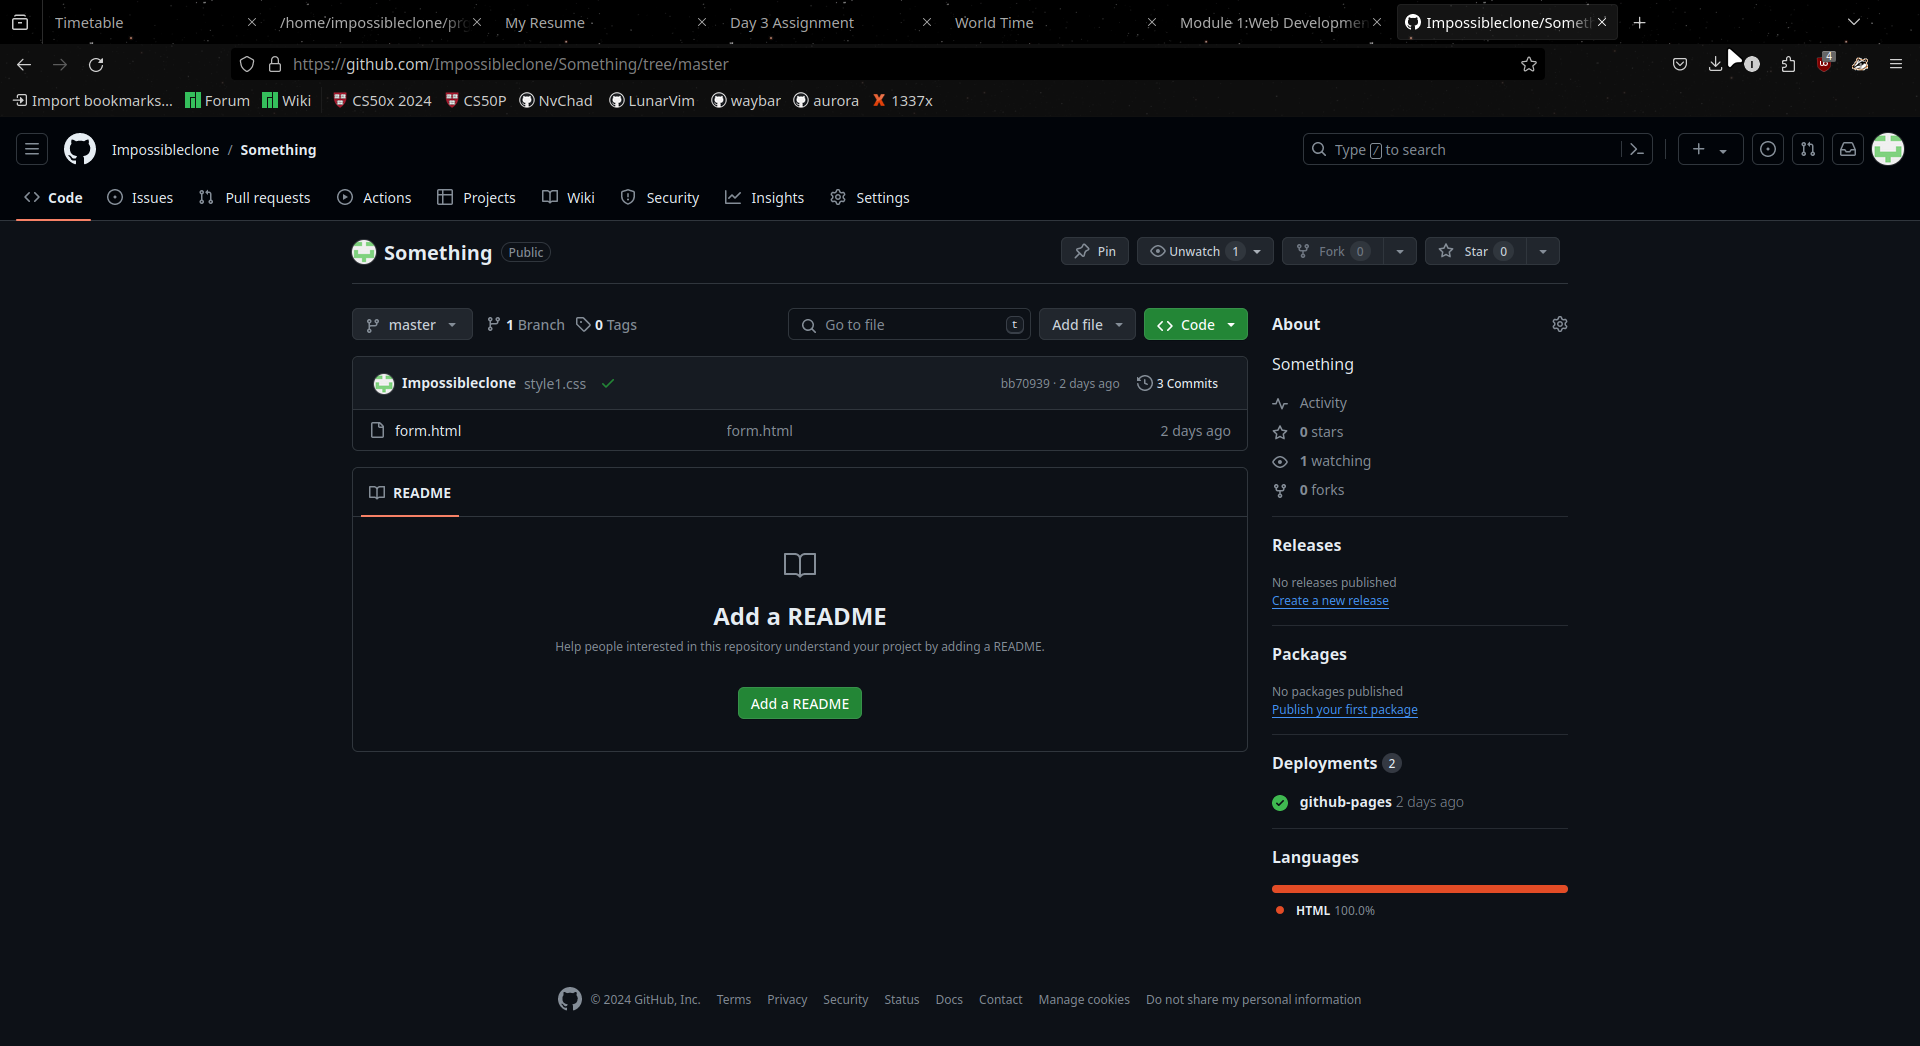 Timetable
/home/impossibleclone/pr
My Resume
Day 3 Assignment
World Time
Module 1:Web Developmen
Impossibleclone/Someth
https://github.com/Impossibleclone/Something/tree/master
4
Import bookmarks...
Forum
Wiki
CS50x 2024
CS50P
NvChad
LunarVim
waybar
aurora
X 1337x
Impossibleclone / Something
Type / to search
Code
Issues
Pull requests
Actions
Projects
Wiki
Security
Insights
Settings
Something Public
Pin
Unwatch 1
Fork 0
Star 0
master
1 Branch
0 Tags
Go to file t
Add file
Code
Impossibleclone style1.css
bb70939 · 2 days ago
3 Commits
form.html
form.html
2 days ago
README
Add a README
Help people interested in this repository understand your project by adding a README.
Add a README
About
Something
Activity
0 stars
1 watching
0 forks
Releases
No releases published
Create a new release
Packages
No packages published
Publish your first package
Deployments 2
github-pages 2 days ago
Languages
HTML 100.0%
© 2024 GitHub, Inc.
Terms
Privacy
Security
Status
Docs
Contact
Manage cookies
Do not share my personal information